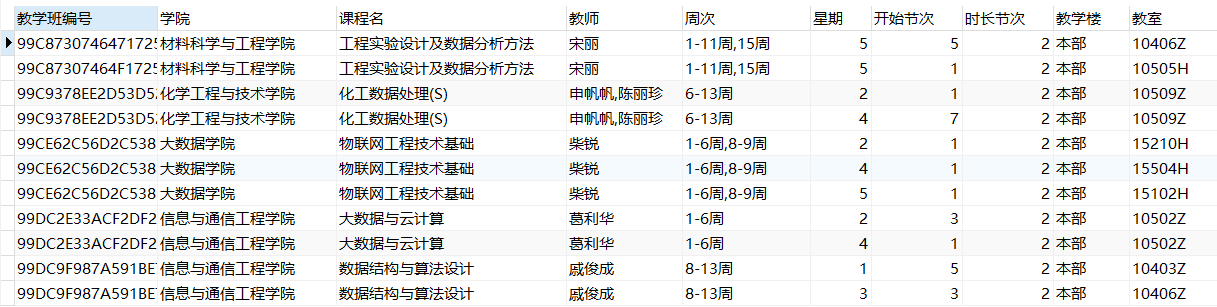 教学班编号 学院 课程名 教师 周次 星期 开始节次 时长节次 教学楼 教室
99C8730746471725 材料科学与工程学院 工程实验设计及数据分析方法 宋丽 1-11周,15周 5 5 2 本部 10406Z
99C87307464F1725 材料科学与工程学院 工程实验设计及数据分析方法 宋丽 1-11周,15周 5 1 2 本部 10505H
99C9378EE2D53D52 化学工程与技术学院 化工数据处理(S) 申帆帆,陈丽珍 6-13周 2 1 2 本部 10509Z
99C9378EE2D53D52 化学工程与技术学院 化工数据处理(S) 申帆帆,陈丽珍 6-13周 4 7 2 本部 10509Z
99CE62C56D2C538 大数据学院 物联网工程技术基础 柴锐 1-6周,8-9周 2 1 2 本部 15210H
99CE62C56D2C538 大数据学院 物联网工程技术基础 柴锐 1-6周,8-9周 4 1 2 本部 15504H
99CE62C56D2C538 大数据学院 物联网工程技术基础 柴锐 1-6周,8-9周 5 1 2 本部 15102H
99DC2E33ACF2DF2 信息与通信工程学院 大数据与云计算 葛利华 1-6周 2 3 2 本部 10502Z
99DC2E33ACF2DF2 信息与通信工程学院 大数据与云计算 葛利华 1-6周 4 1 2 本部 10502Z
99DC9F987A591BE 信息与通信工程学院 数据结构与算法设计 戚俊成 8-13周 1 5 2 本部 10403Z
99DC9F987A591BE 信息与通信工程学院 数据结构与算法设计 戚俊成 8-13周 3 3 2 本部 10406Z